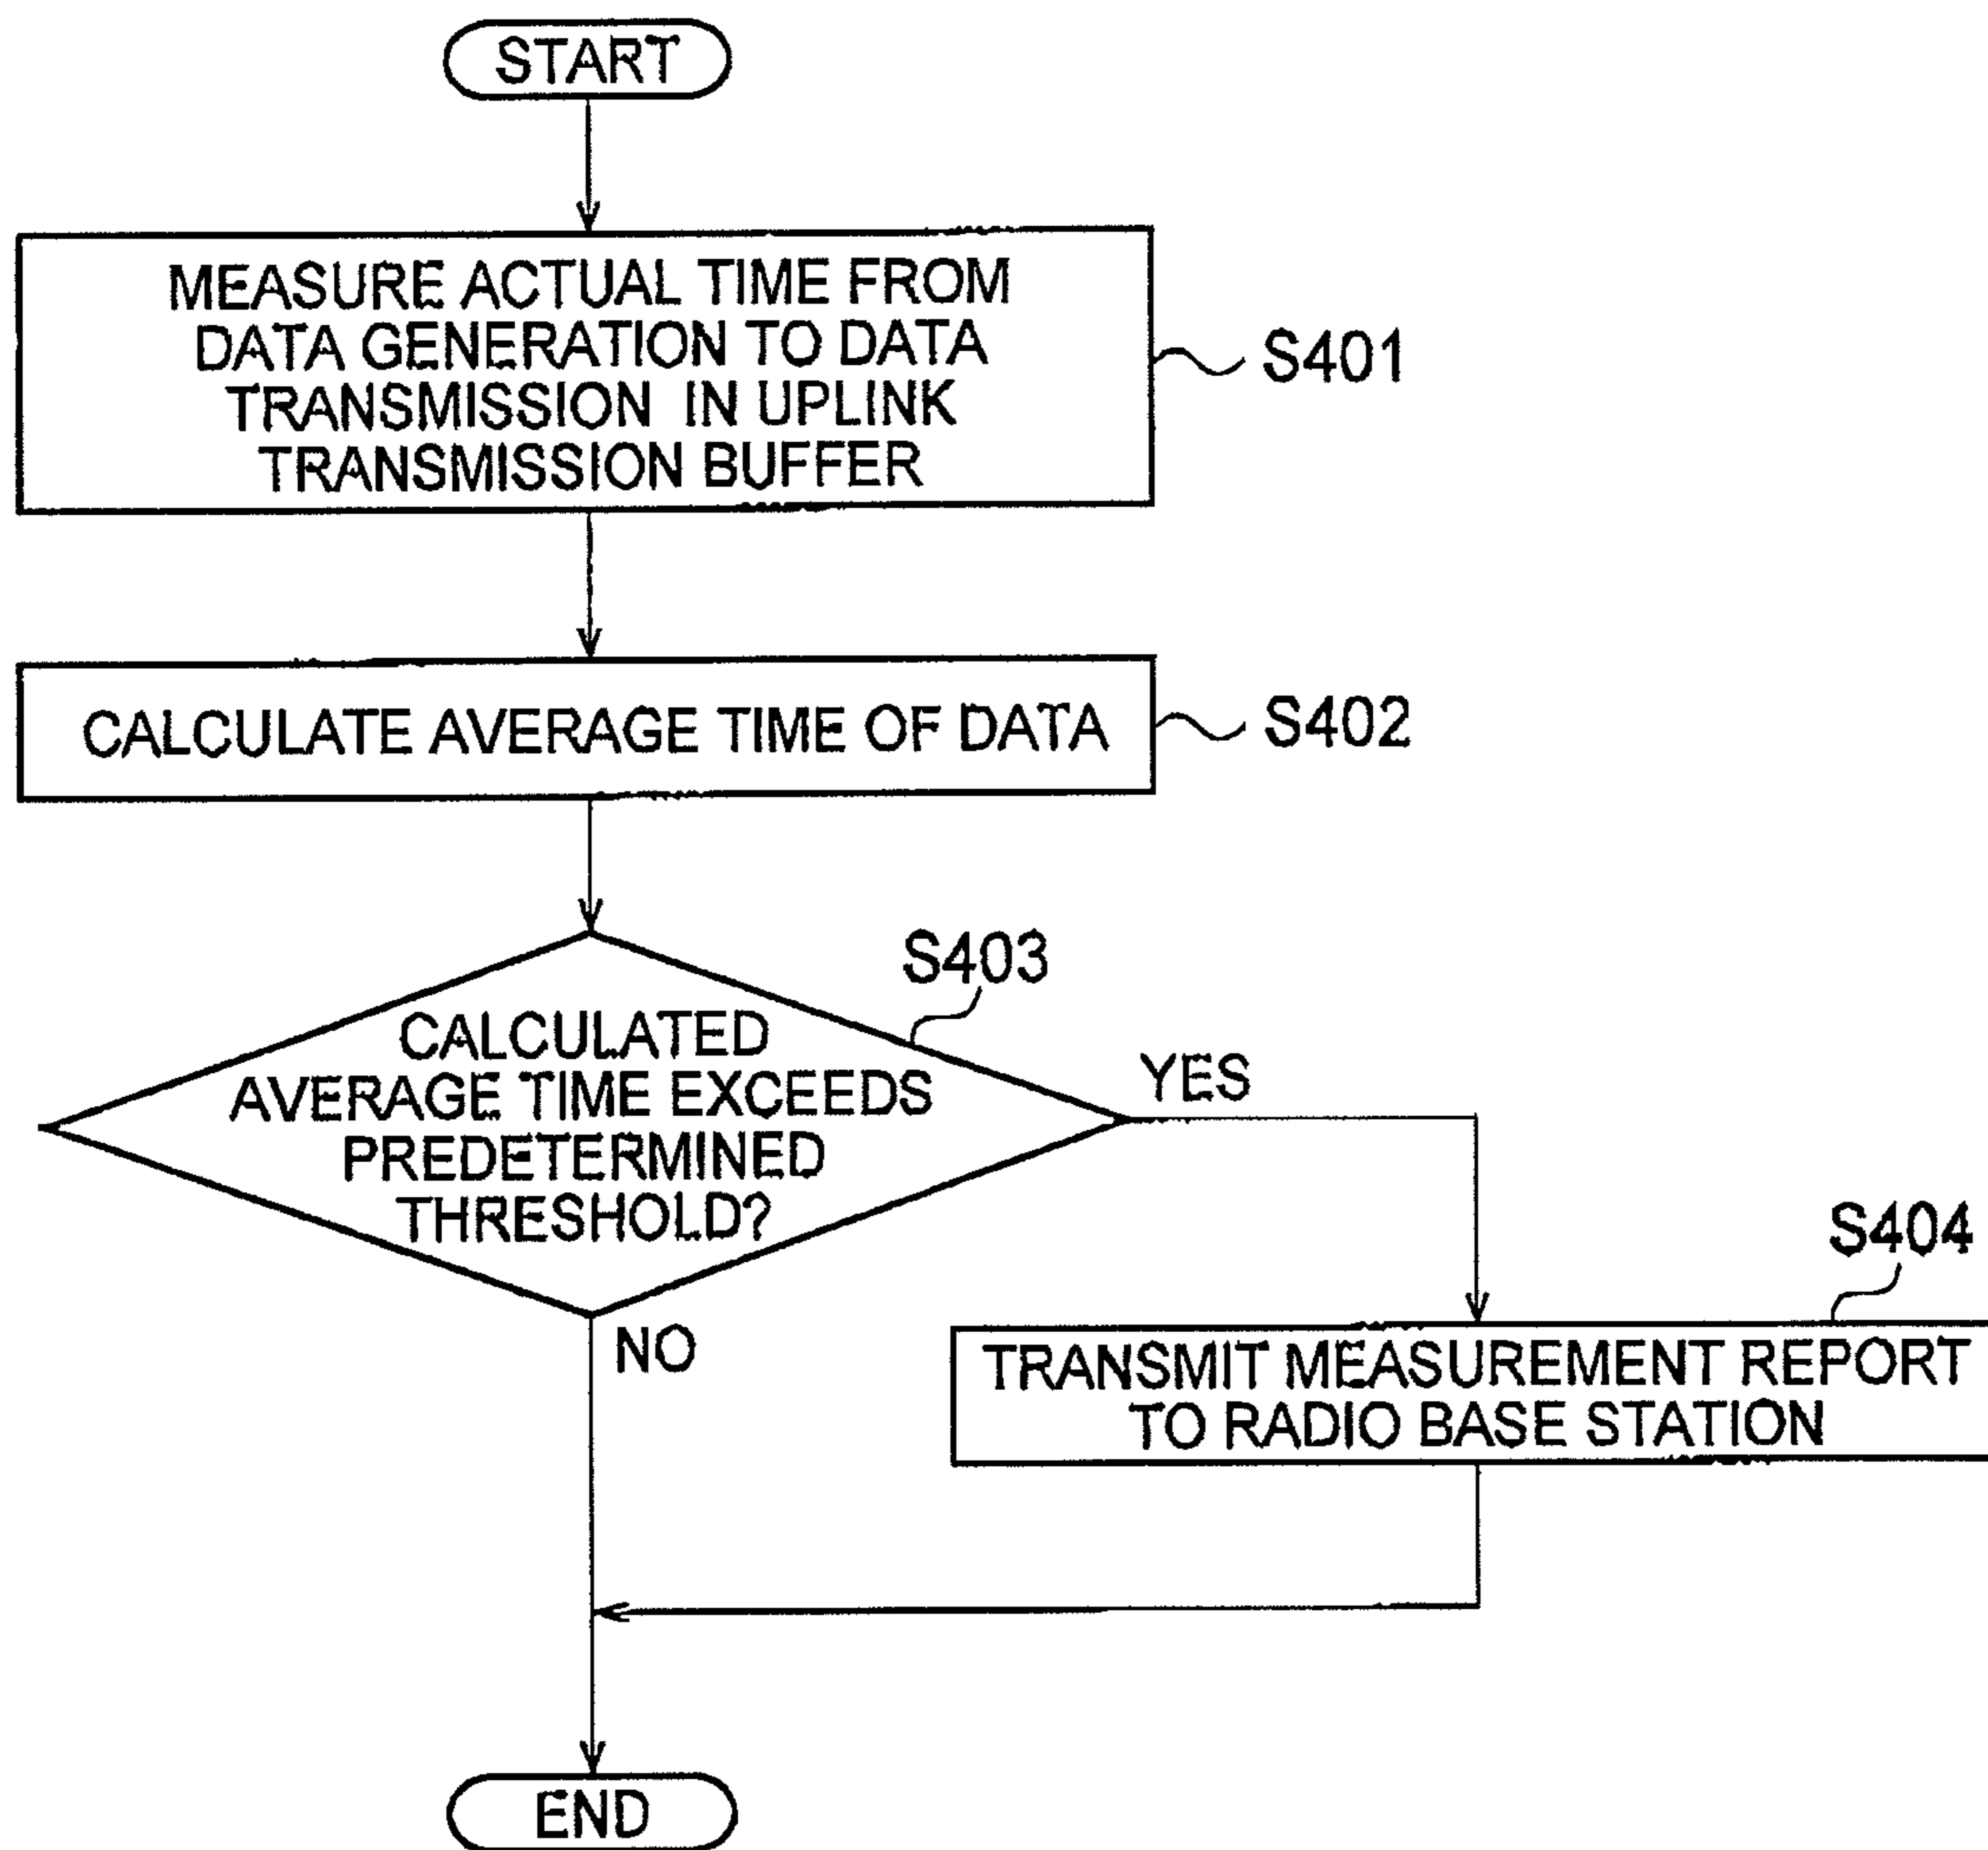 START
MEASURE ACTUAL TIME FROM
DATA GENERATION TO DATA
TRANSMISSION IN UPLINK
TRANSMISSION BUFFER
S401
CALCULATE AVERAGE TIME OF DATA
S402
S403
CALCULATED
AVERAGE TIME EXCEEDS
PREDETERMINED
THRESHOLD?
YES
NO
S404
TRANSMIT MEASUREMENT REPORT
TO RADIO BASE STATION
END